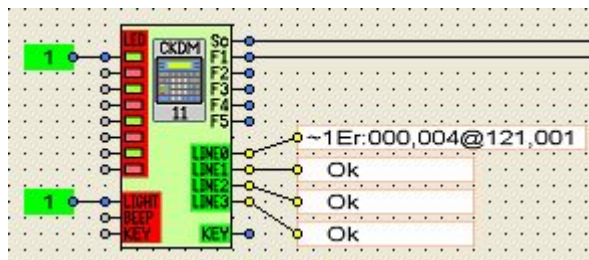 LED
CKDM
So
1
F1
F2
F3
F4
11
F5
~1Er:000,004@121,001
LINE0
LINE1
Ok
LINE2
1
LIGHT
LINE3
Ok
BEEP
KEY
KEY
Ok